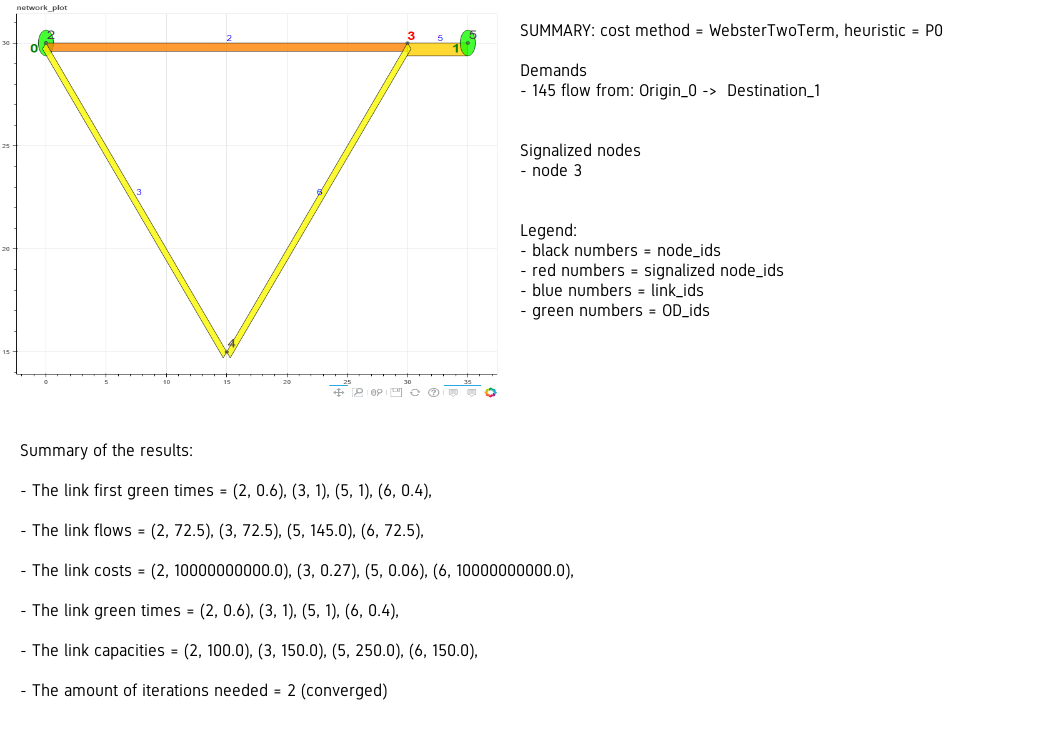 network_plot
SUMMARY: cost method = WebsterTwoTerm, heuristic = P0
Demands
- 145 flow from: Origin_0 -> Destination_1
Signalized nodes
- node 3
Legend:
- black numbers = node_ids
- red numbers = signalized node_ids
- blue numbers = link_ids
- green numbers = OD_ids
30
25
20
15
0 2
2
3
5
1 5
3
6
4
0 5 10 15 20 25 30 35
Summary of the results:
- The link first green times = (2, 0.6), (3, 1), (5, 1), (6, 0.4),
- The link flows = (2, 72.5), (3, 72.5), (5, 145.0), (6, 72.5),
- The link costs = (2, 10000000000.0), (3, 0.27), (5, 0.06), (6, 10000000000.0),
- The link green times = (2, 0.6), (3, 1), (5, 1), (6, 0.4),
- The link capacities = (2, 100.0), (3, 150.0), (5, 250.0), (6, 150.0),
- The amount of iterations needed = 2 (converged)